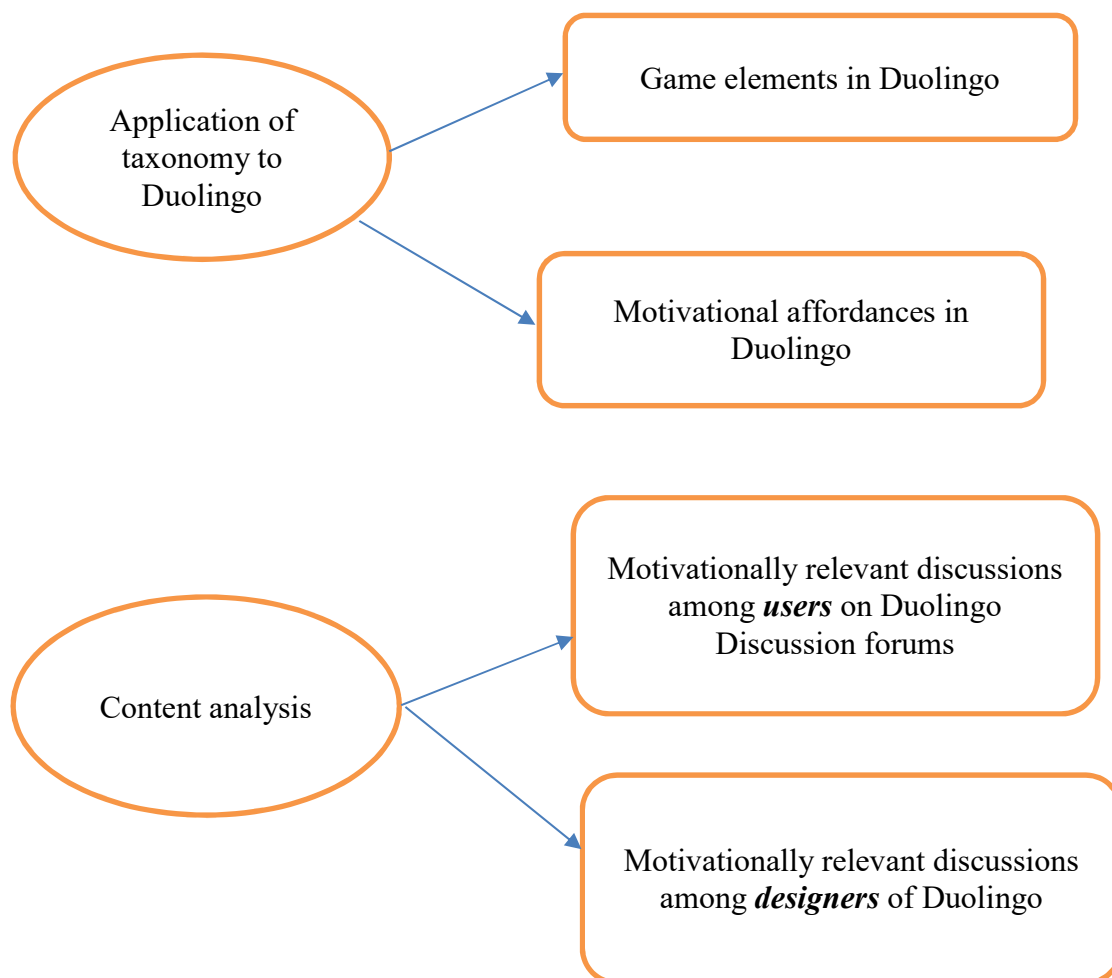 Game elements in Duolingo
Application of
taxonomy to
Duolingo
Motivational affordances in
Duolingo
Motivationally relevant discussions
among users on Duolingo
Discussion forums
Content analysis
Motivationally relevant discussions
among designers of Duolingo